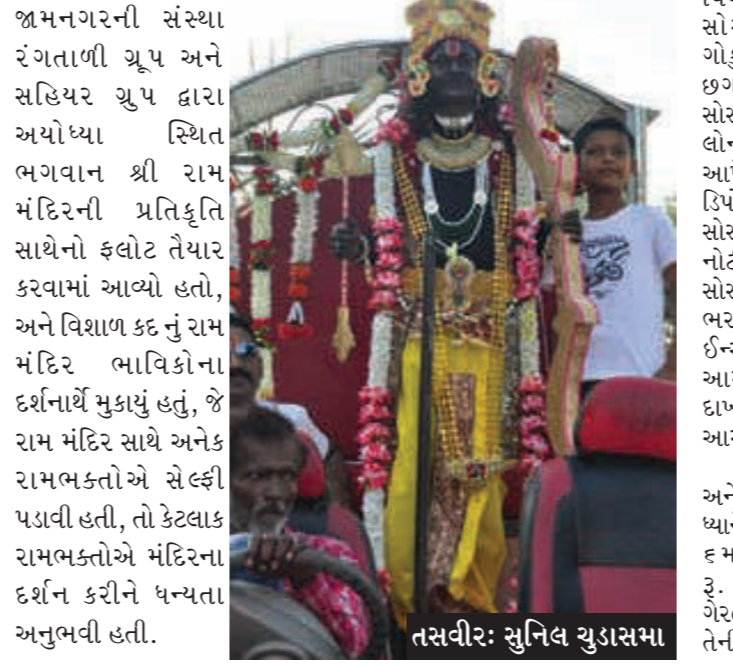 જામનગરની સંસ્થા
રંગતાળી ગ્રૂપ અને
સહિયર ગ્રુપ દ્વારા
અયોધ્યા સ્થિત
ભગવાન શ્રી રામ
મંદિરની પ્રતિકૃતિ
સાથેનો ફલોટ તૈયાર
કરવામાં આવ્યો હતો,
અને વિશાળ કદ નું રામ
મંદિર ભાવિકોના
દર્શનાર્થે મુકાયું હતું, જે
રામ મંદિર સાથે અનેક
રામભક્તોએ સેલ્ફી
પડાવી હતી, તો કેટલાક
રામભક્તોએ મંદિરના
દર્શન કરીને ધન્યતા
અનુભવી હતી.
તસવીરઃ સુનિલ ચુડાસમા